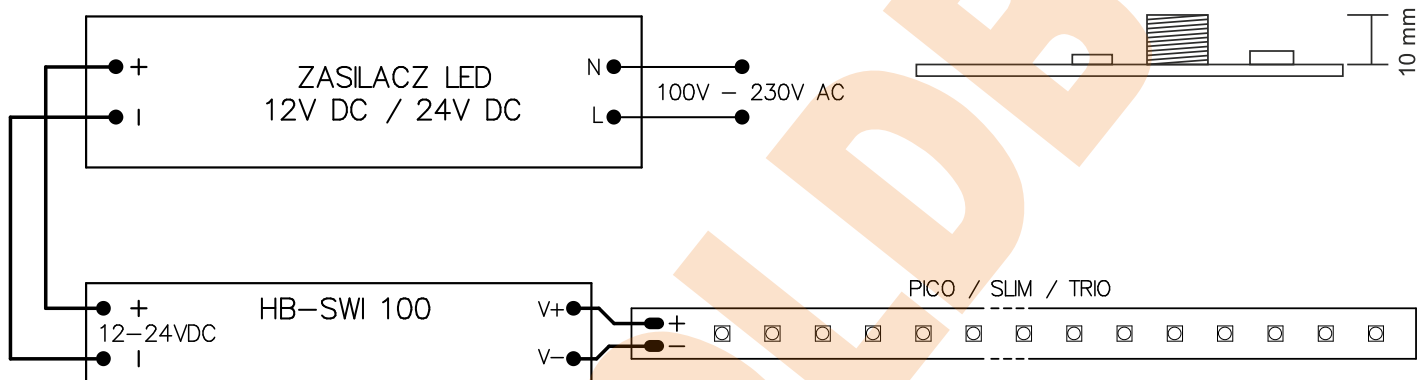 ZASILACZ LED
12V DC / 24V DC
+
−
N
L
100V – 230V AC
10 mm
HB–SWI 100
+
12–24VDC
−
V+
V–
PICO / SLIM / TRIO
+
−